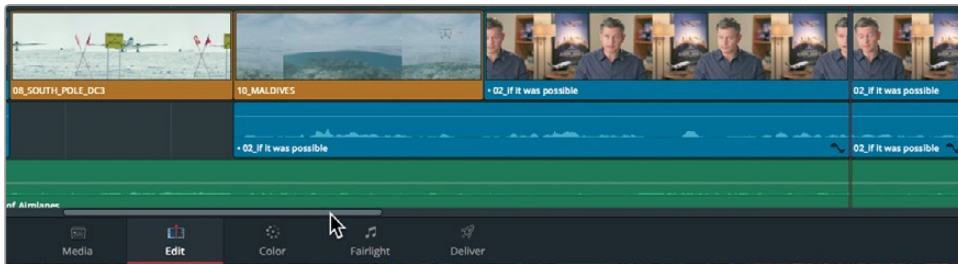 08_SOUTH_POLE_DC3
10_MALDIVES
• 02_if it was possible
02_if it was possible
• 02_if it was possible
02_if it was possible
of Airplanes
Media
Edit
Color
Fairlight
Deliver